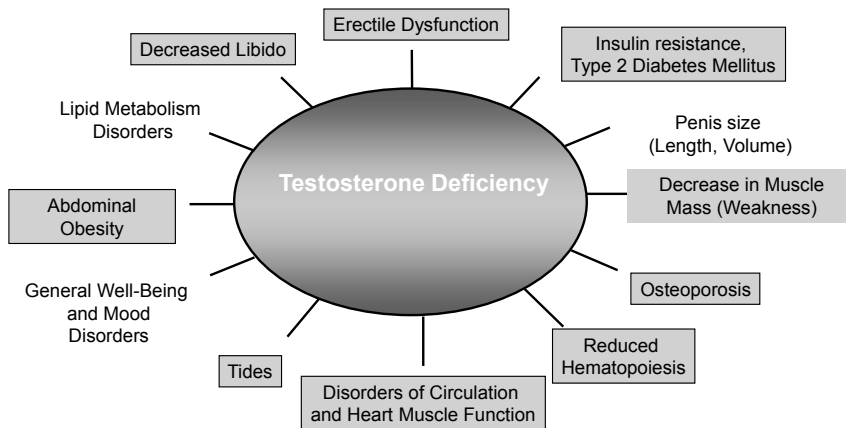 Erectile Dysfunction
Decreased Libido
Insulin resistance,
Type 2 Diabetes Mellitus
Lipid Metabolism
Disorders
Penis size
(Length, Volume)
Testosterone Deficiency
Decrease in Muscle
Mass (Weakness)
Abdominal
Obesity
General Well-Being
and Mood
Disorders
Osteoporosis
Reduced
Hematopoiesis
Tides
Disorders of Circulation
and Heart Muscle Function